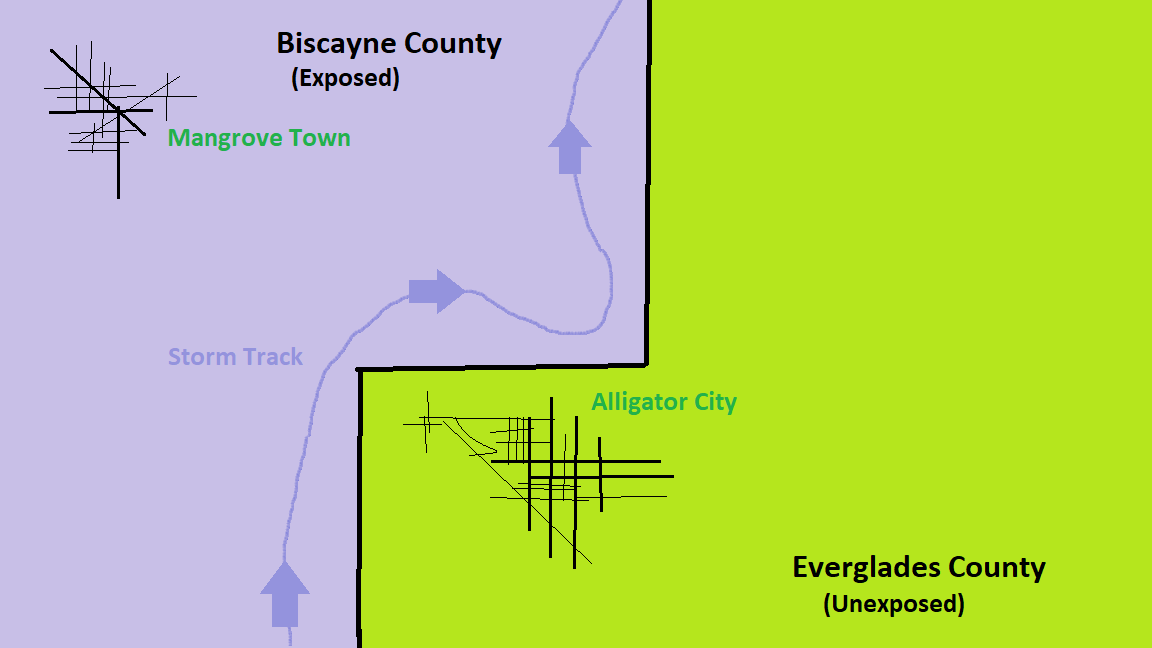 Biscayne County
(Exposed)
Mangrove Town
Storm Track
Alligator City
Everglades County
(Unexposed)